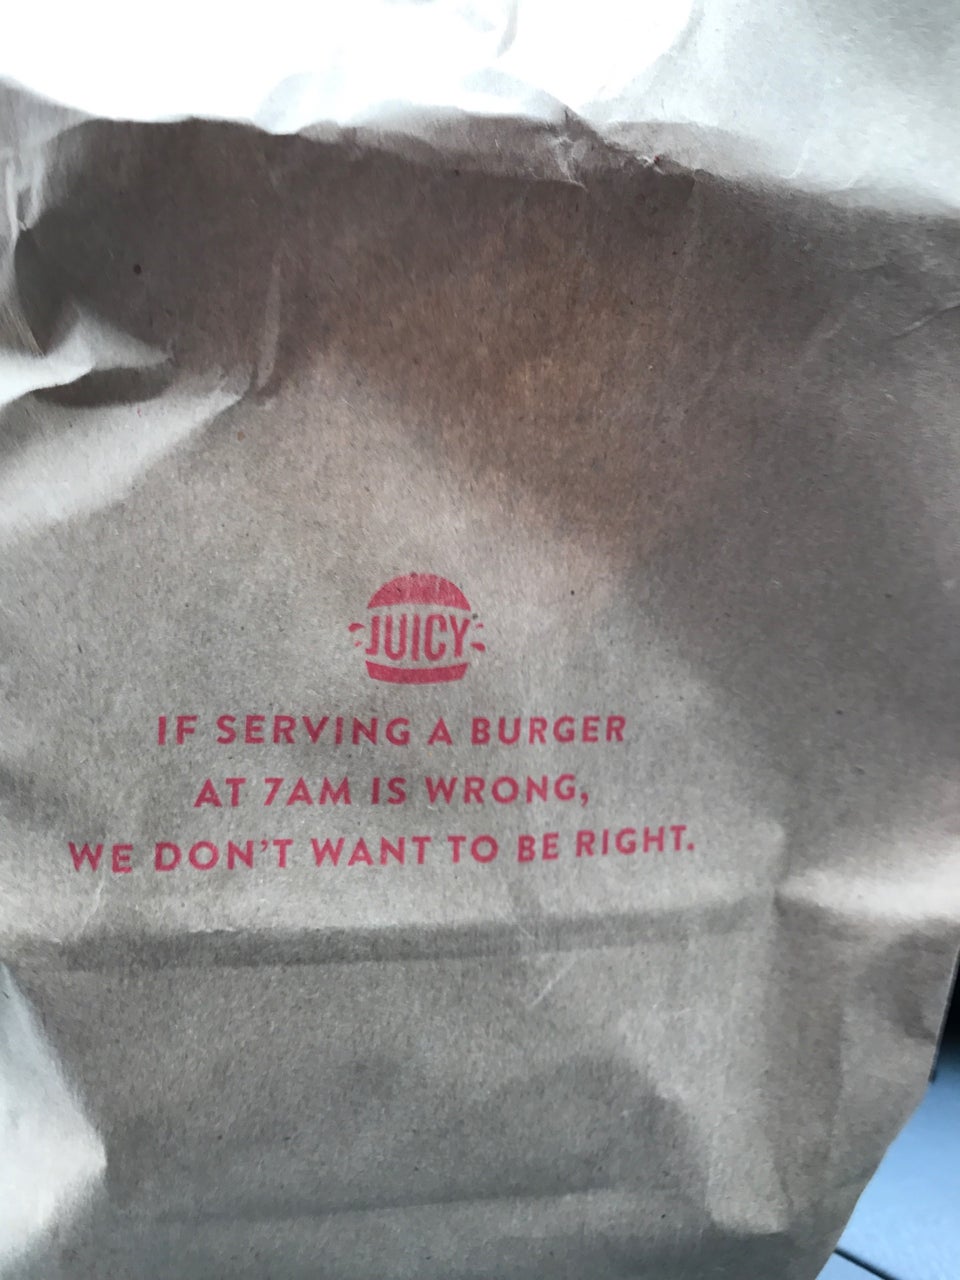 JUICY
IF SERVING A BURGER
AT 7AM IS WRONG,
WE DON'T WANT TO BE RIGHT.